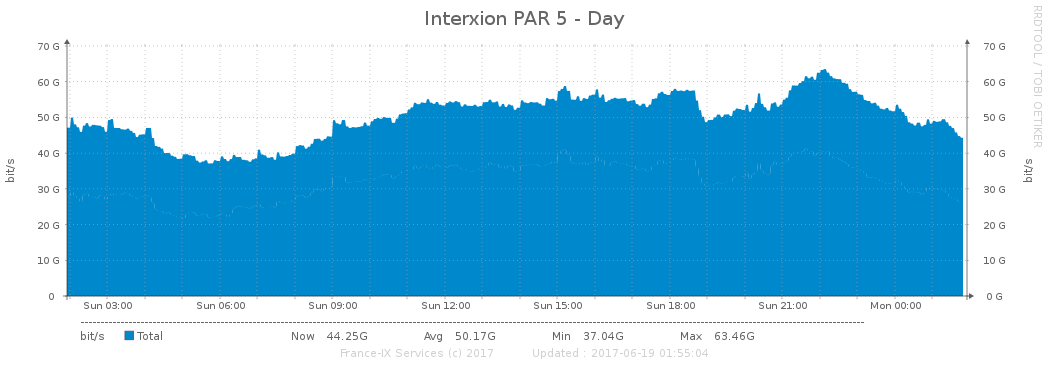 Interxion PAR 5 - Day
RRDTOOL / TOBI OETIKER
bit/s
70 G
60 G
50 G
40 G
30 G
20 G
10 G
0
70 G
60 G
50 G
40 G
30 G
20 G
10 G
0 G
bit/s
Sun 03:00 Sun 06:00 Sun 09:00 Sun 12:00 Sun 15:00 Sun 18:00 Sun 21:00 Mon 00:00
bit/s Total Now 44.25G Avg 50.17G Min 37.04G Max 63.46G
France-IX Services (c) 2017 Updated : 2017-06-19 01:55:04